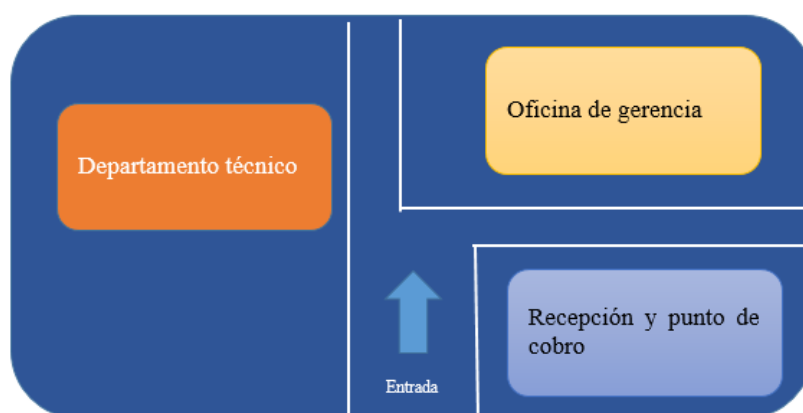 Oficina de gerencia
Departamento técnico
Recepción y punto de
cobro
Entrada